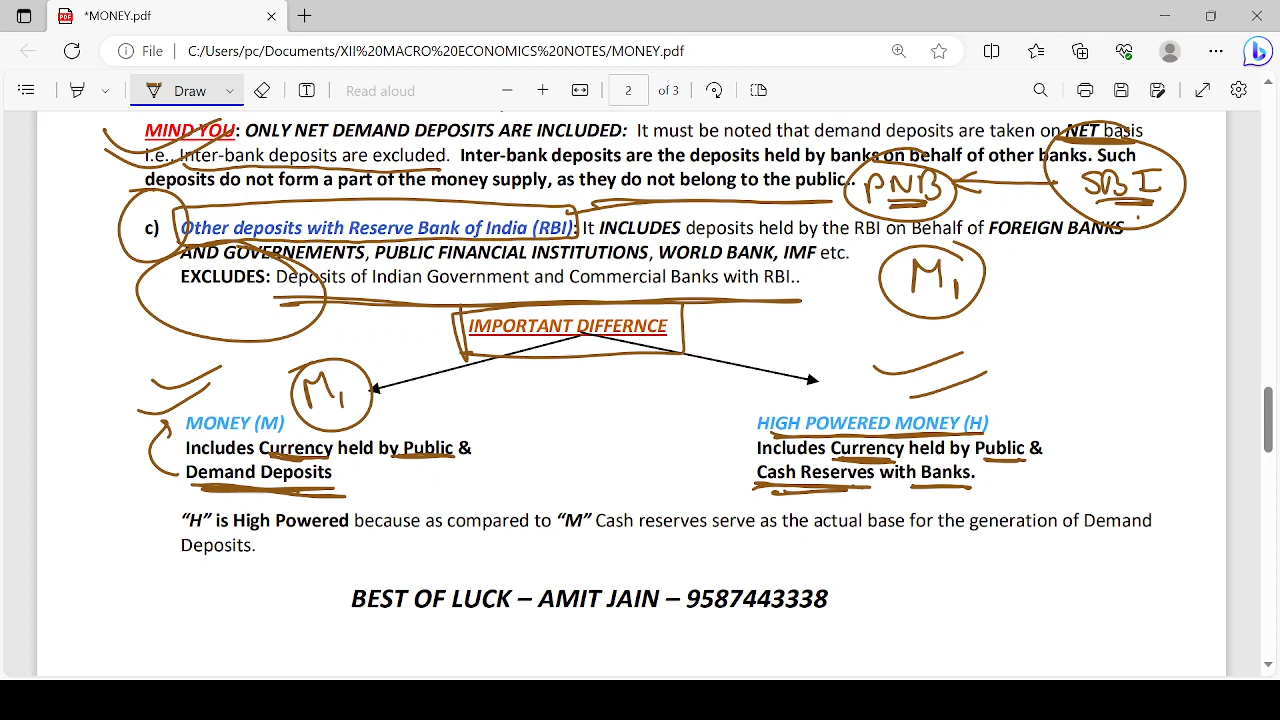 *MONEY.pdf
File C:/Users/pc/Documents/XII%20MACRO%20ECONOMICS%20NOTES/MONEY.pdf
Draw Read aloud 2 of 3
MIND YOU: ONLY NET DEMAND DEPOSITS ARE INCLUDED: It must be noted that demand deposits are taken on NET basis
i.e., Inter-bank deposits are excluded. Inter-bank deposits are the deposits held by banks on behalf of other banks. Such
deposits do not form a part of the money supply, as they do not belong to the public..
PNB SBI
c) Other deposits with Reserve Bank of India (RBI): It INCLUDES deposits held by the RBI on Behalf of FOREIGN BANKS
AND GOVERNEMENTS, PUBLIC FINANCIAL INSTITUTIONS, WORLD BANK, IMF etc.
EXCLUDES: Deposits of Indian Government and Commercial Banks with RBI..
M1
IMPORTANT DIFFERNCE
M1
MONEY (M) HIGH POWERED MONEY (H)
Includes Currency held by Public & Includes Currency held by Public &
Demand Deposits Cash Reserves with Banks.
“H” is High Powered because as compared to “M” Cash reserves serve as the actual base for the generation of Demand
Deposits.
BEST OF LUCK – AMIT JAIN – 9587443338